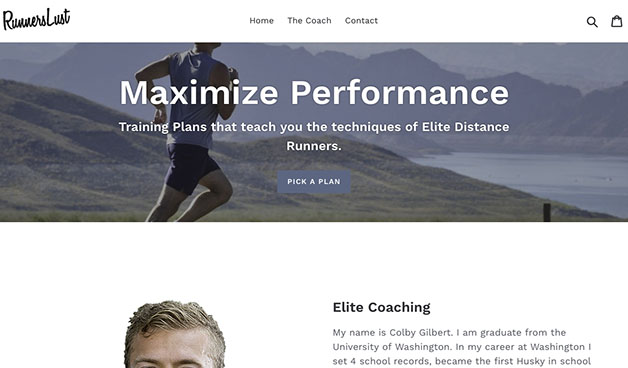 RunnersLust
Home The Coach Contact
Maximize Performance
Training Plans that teach you the techniques of Elite Distance
Runners.
PICK A PLAN
Elite Coaching
My name is Colby Gilbert. I am graduate from the
University of Washington. In my career at Washington I
set 4 school records, became the first Husky in school